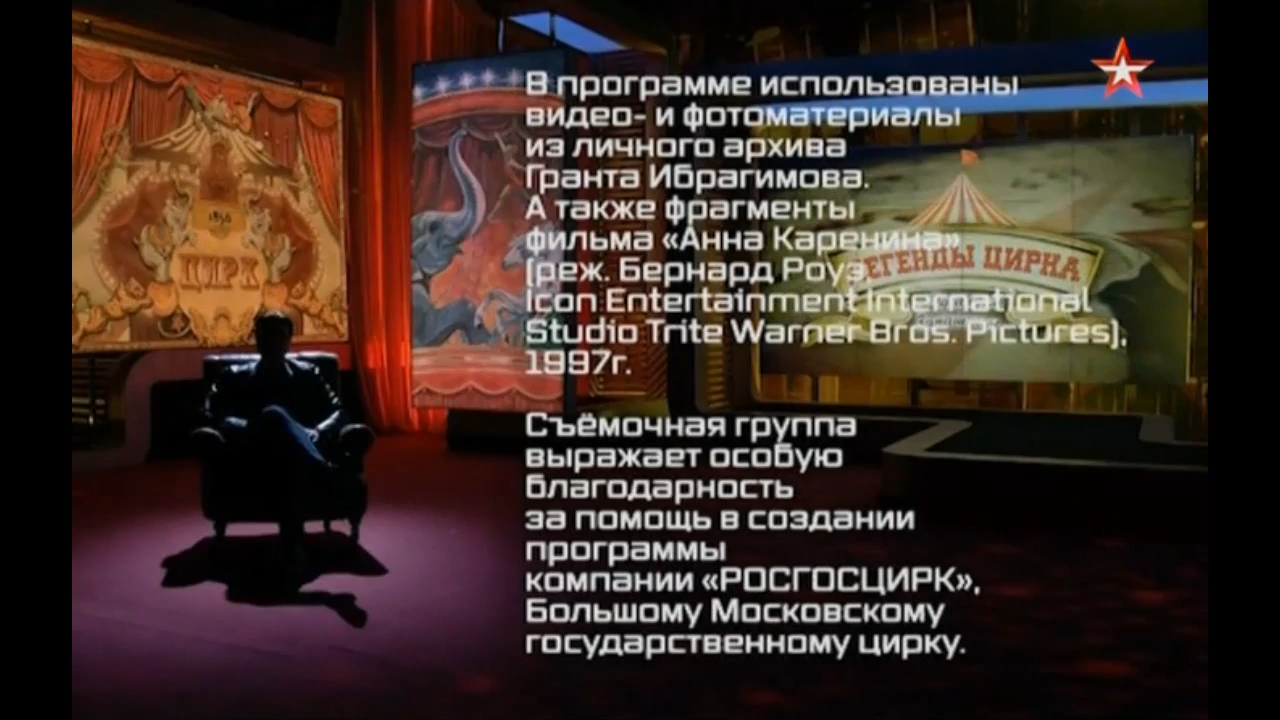 В программе использованы
видео- и фотоматериалы
из личного архива
Гранта Ибрагимова.
А также фрагменты
фильма «Анна Каренина»
(реж. Бернард Роуз
Icon Entertainment International
Studio Trite Warner Bros. Pictures),
1997г.
Съёмочная группа
выражает особую
благодарность
за помощь в создании
программы
компании «РОСГОСЦИРК»,
Большому Московскому
государственному цирку.
ЦИРК
ЛЕГЕНДЫ ЦИРКА